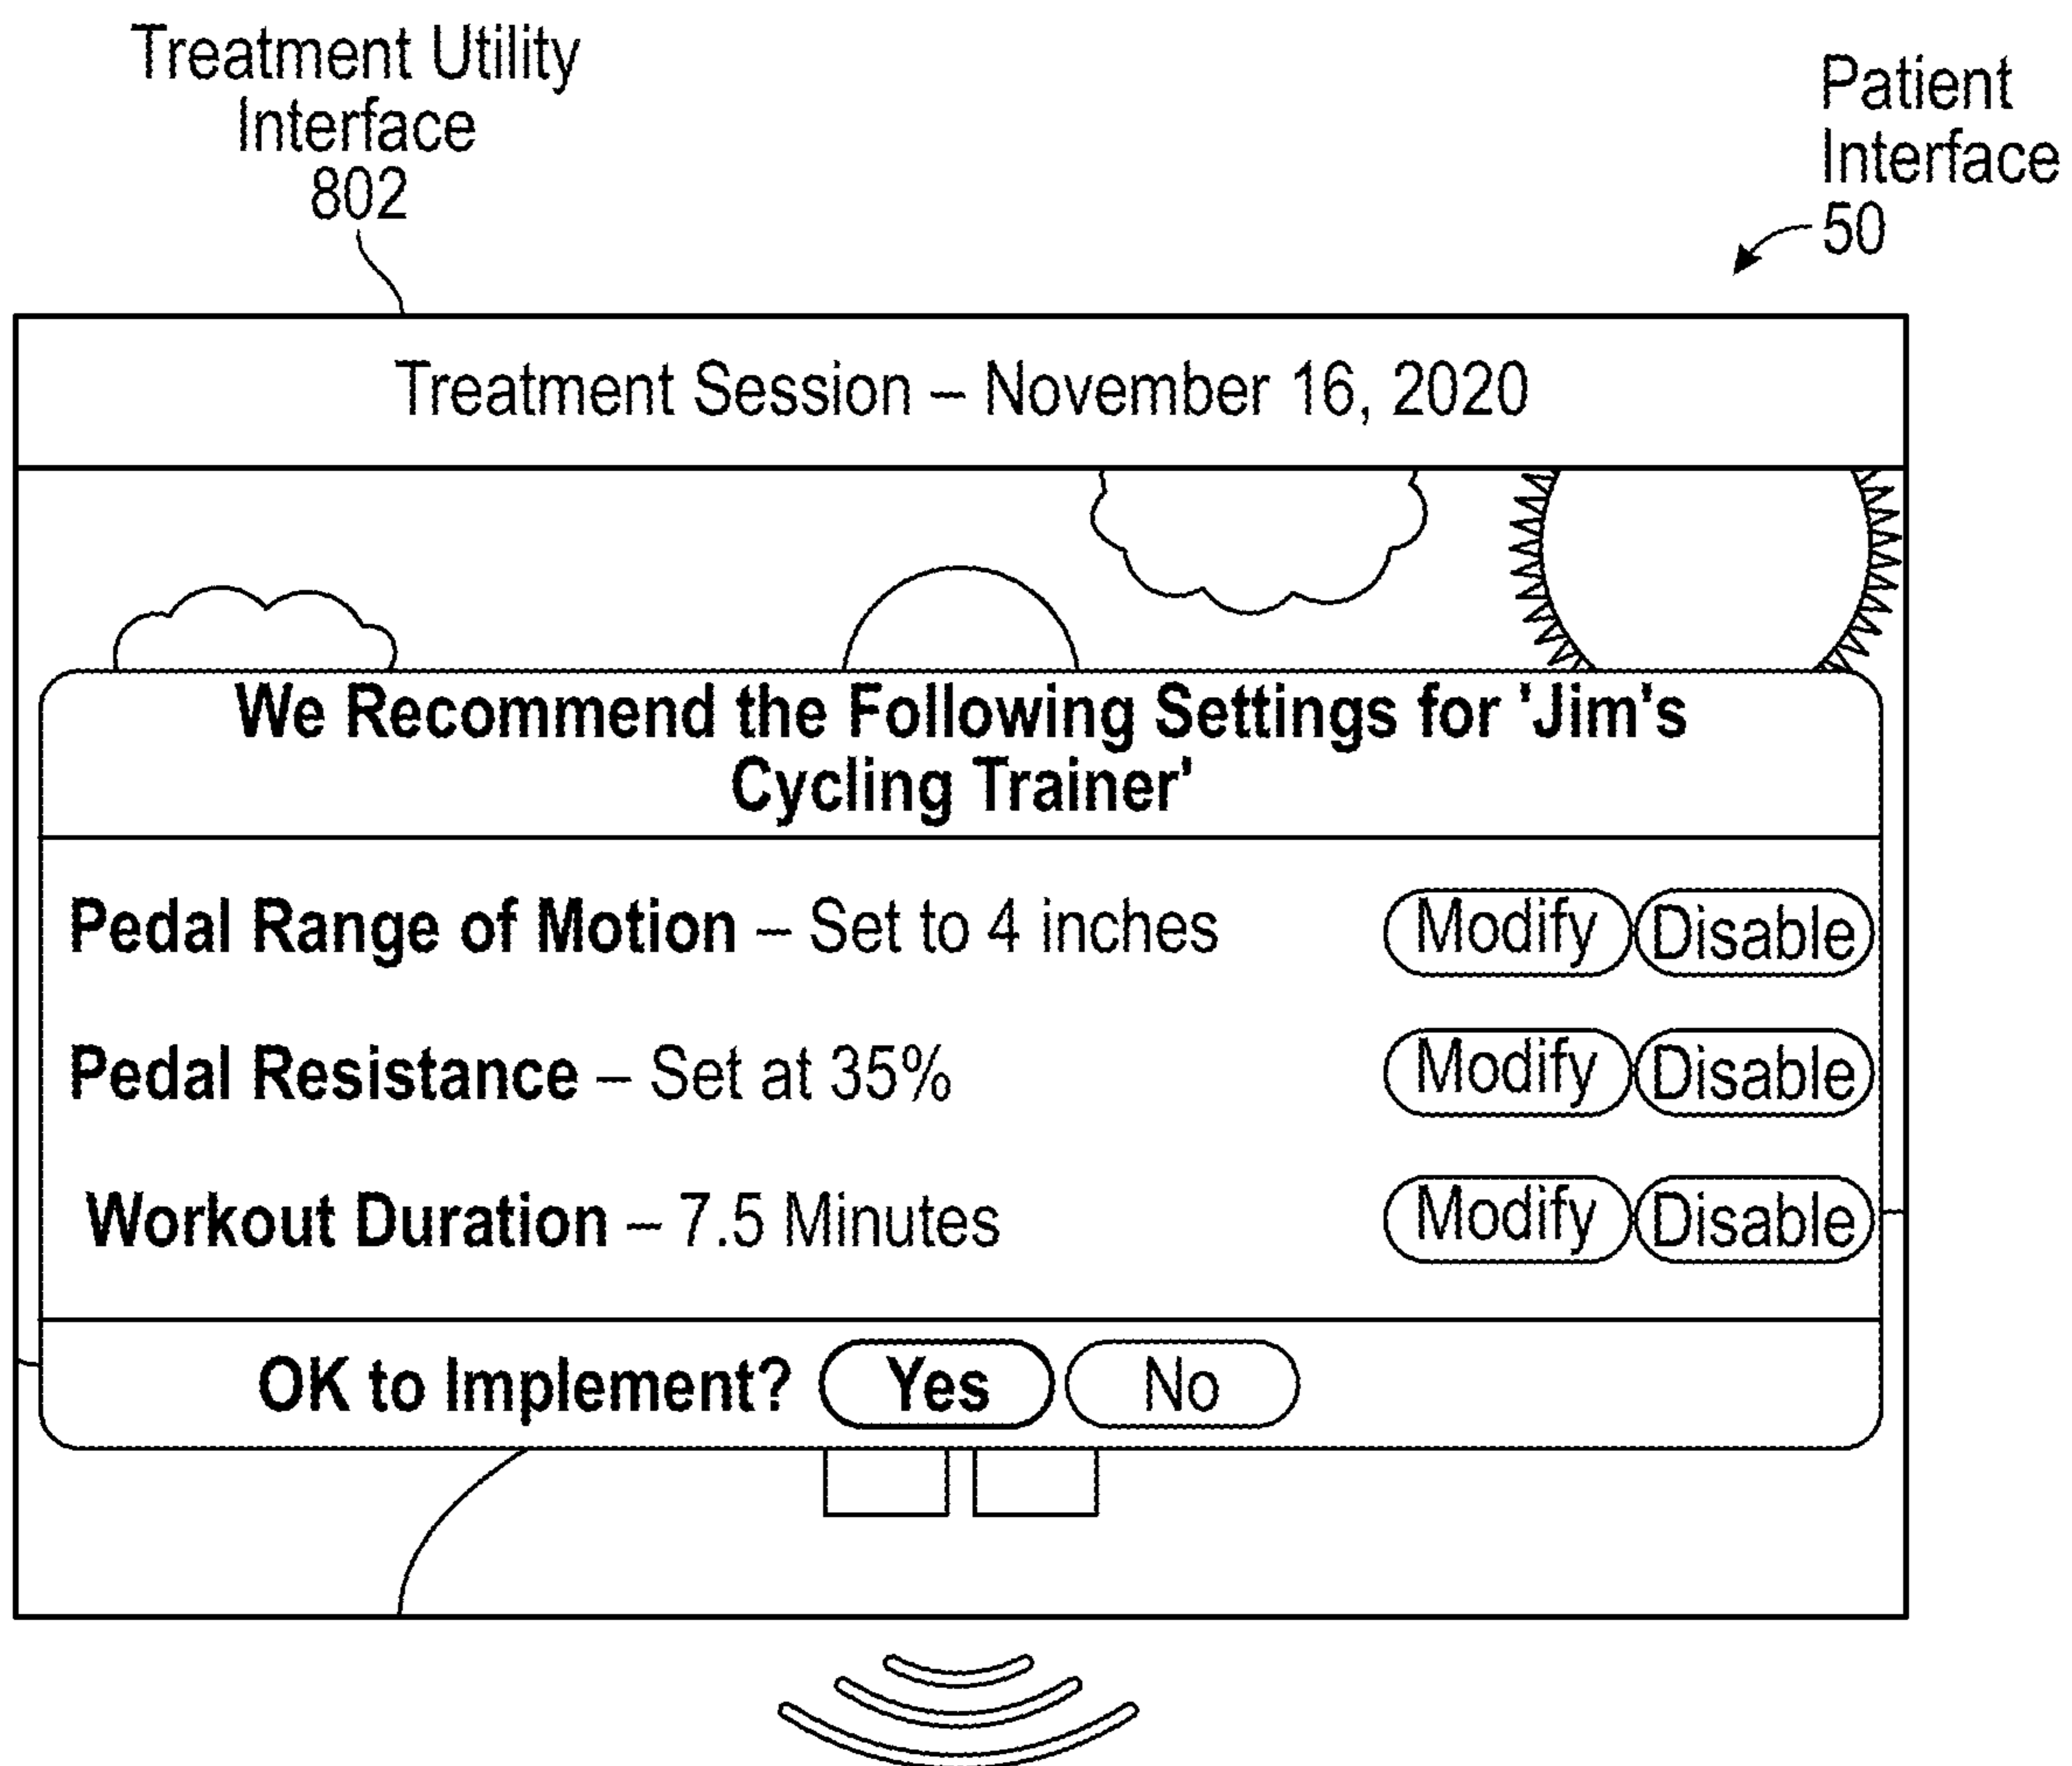 Treatment Utility
Interface
802
Patient
Interface
50
Treatment Session – November 16, 2020
We Recommend the Following Settings for 'Jim's
Cycling Trainer'
Pedal Range of Motion – Set to 4 inches Modify Disable
Pedal Resistance – Set at 35% Modify Disable
Workout Duration – 7.5 Minutes Modify Disable
OK to Implement? Yes No